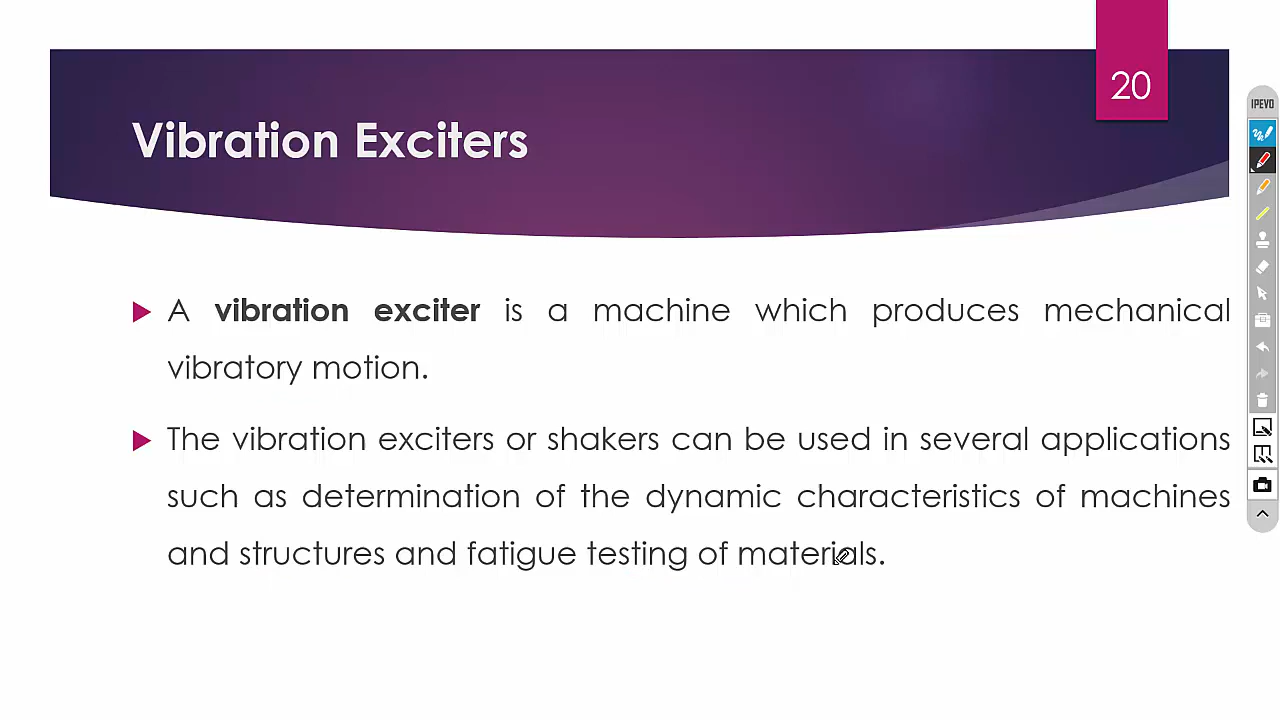 20
IPEVO
Vibration Exciters
A vibration exciter is a machine which produces mechanical
vibratory motion.
The vibration exciters or shakers can be used in several applications
such as determination of the dynamic characteristics of machines
and structures and fatigue testing of materials.